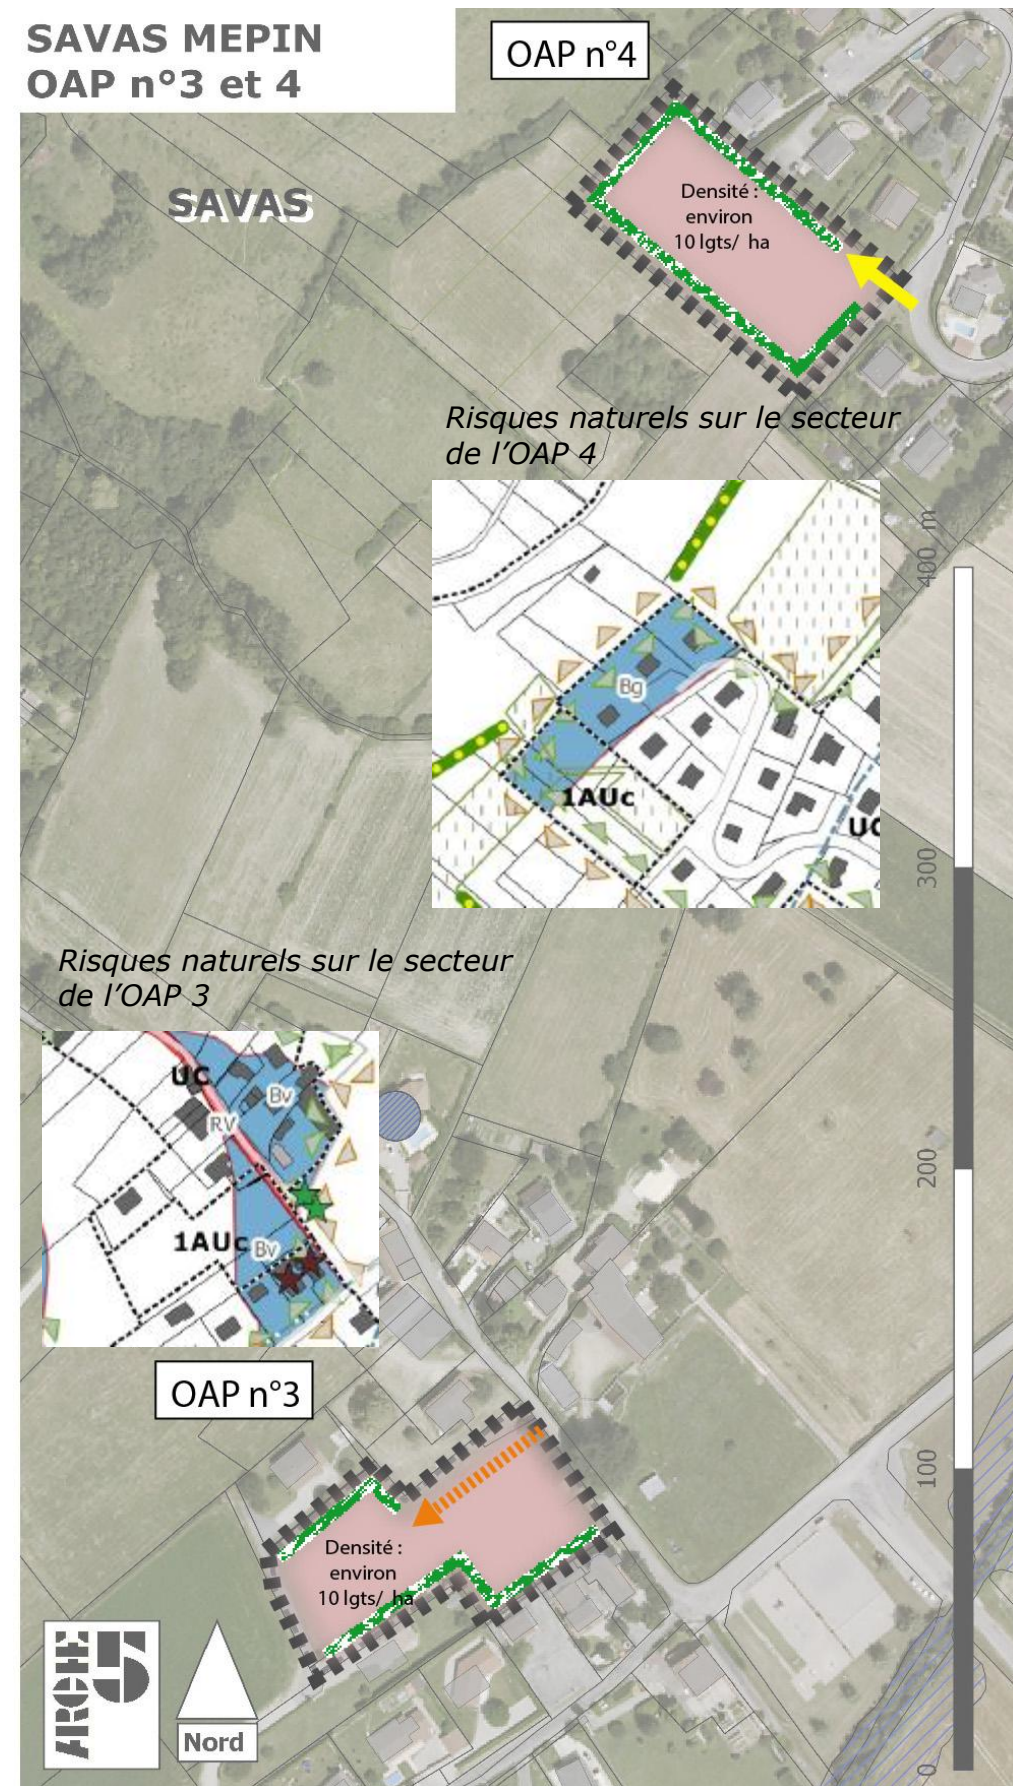 SAVAS MEPIN
OAP n°3 et 4
OAP n°4
SAVAS
Densité :
environ
10 lgts/ ha
Risques naturels sur le secteur
de l’OAP 4
Bg
1AUc
400 m
300
Risques naturels sur le secteur
de l’OAP 3
UC
Bv
RV
1AUc
Bv
200
OAP n°3
100
Densité :
environ
10 lgts/ ha
ARCHE
5
Nord
0